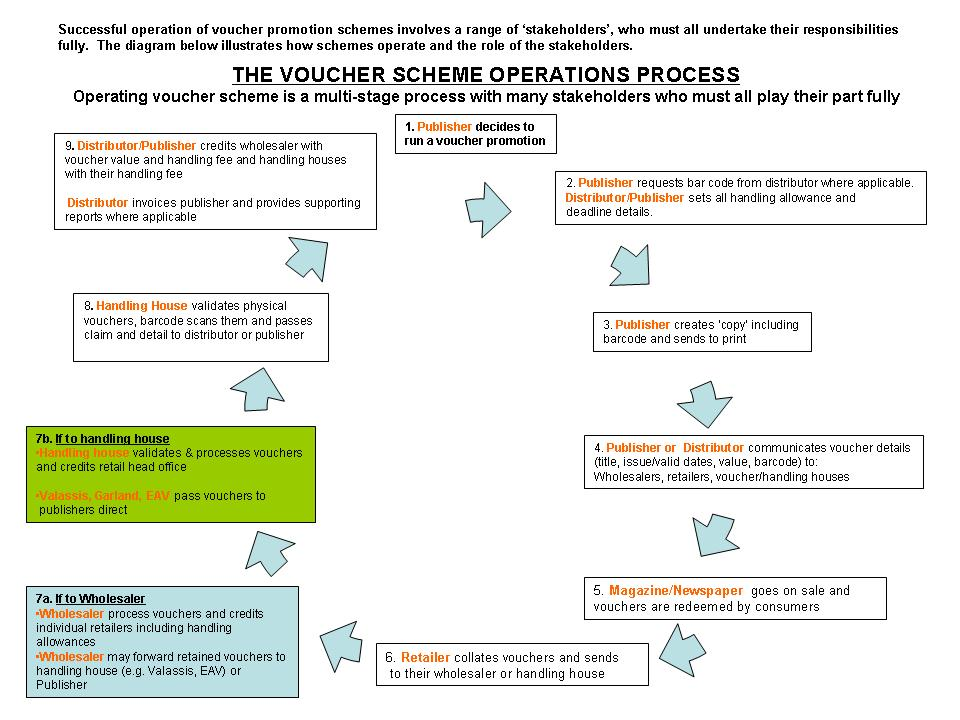 Successful operation of voucher promotion schemes involves a range of ‘stakeholders’, who must all undertake their responsibilities
fully.  The diagram below illustrates how schemes operate and the role of the stakeholders.
THE VOUCHER SCHEME OPERATIONS PROCESS
Operating voucher scheme is a multi-stage process with many stakeholders who must all play their part fully
1. Publisher decides to
run a voucher promotion
2. Publisher requests bar code from distributor where applicable.
Distributor/Publisher sets all handling allowance and
deadline details.
3. Publisher creates ‘copy’ including
barcode and sends to print
4. Publisher or  Distributor communicates voucher details
(title, issue/valid dates, value, barcode) to:
Wholesalers, retailers, voucher/handling houses
5. Magazine/Newspaper  goes on sale and
vouchers are redeemed by consumers
6. Retailer collates vouchers and sends
to their wholesaler or handling house
7a. If to Wholesaler
•Wholesaler process vouchers and credits
individual retailers including handling
allowances
•Wholesaler may forward retained vouchers to
handling house (e.g. Valassis, EAV) or
Publisher
7b. If to handling house
•Handling house validates & processes vouchers
and credits retail head office
•Valassis, Garland, EAV pass vouchers to
publishers direct
8. Handling House validates physical
vouchers, barcode scans them and passes
claim and detail to distributor or publisher
9. Distributor/Publisher credits wholesaler with
voucher value and handling fee and handling houses
with their handling fee
Distributor invoices publisher and provides supporting
reports where applicable